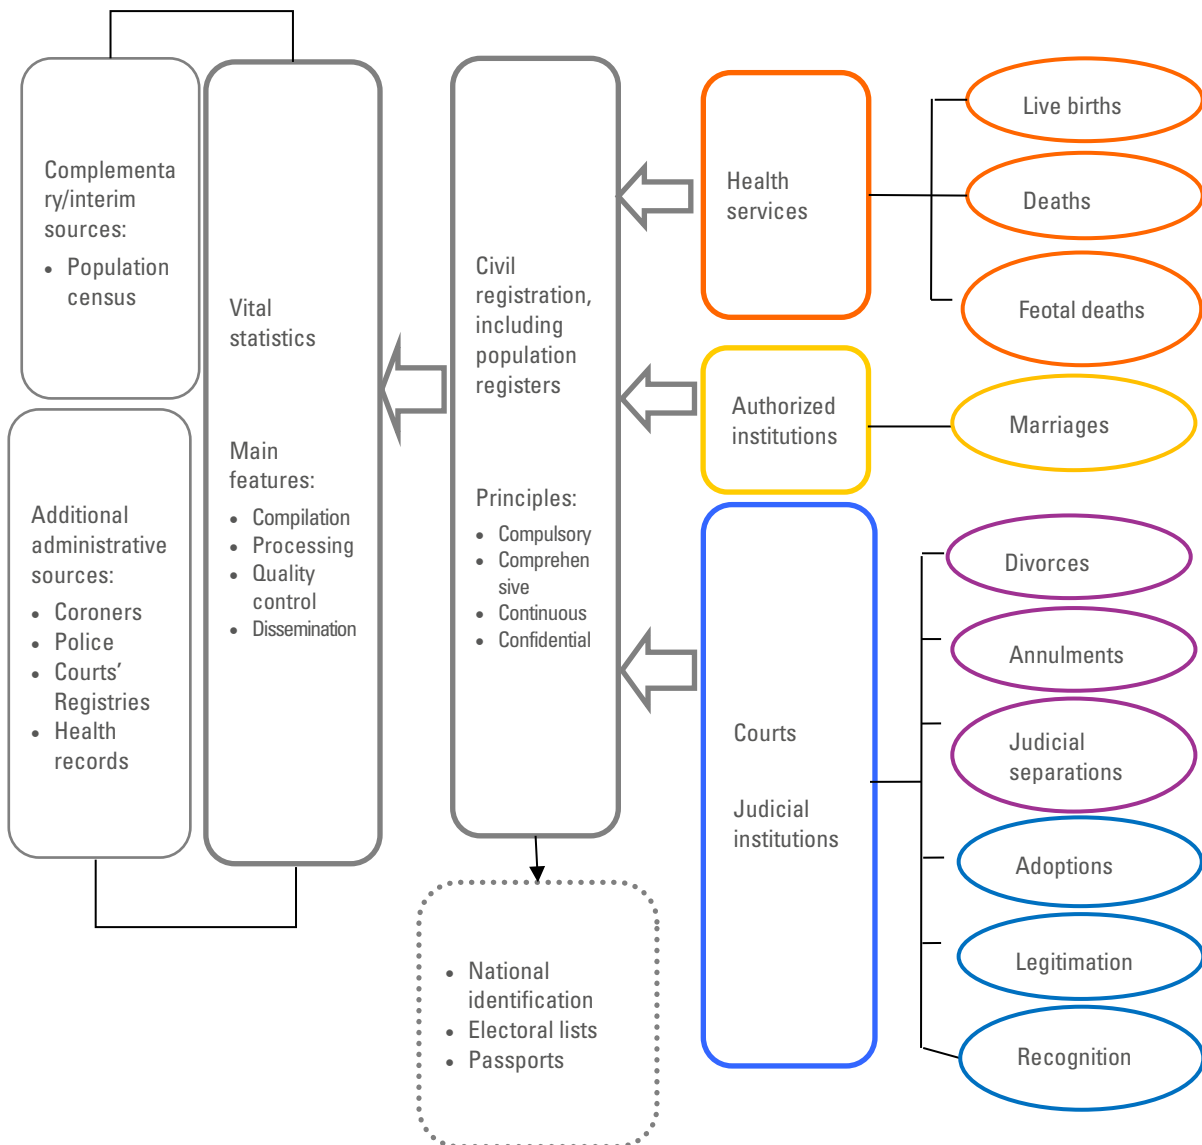 Complementa
ry/interim
sources:
• Population
census
Additional
administrative
sources:
• Coroners
• Police
• Courts’
Registries
• Health
records
Vital
statistics
Main
features:
• Compilation
• Processing
• Quality
control
• Dissemination
Civil
registration,
including
population
registers
Principles:
• Compulsory
• Comprehen
sive
• Continuous
• Confidential
• National
identification
• Electoral lists
• Passports
Health
services
Authorized
institutions
Courts
Judicial
institutions
Live births
Deaths
Feotal deaths
Marriages
Divorces
Annulments
Judicial
separations
Adoptions
Legitimation
Recognition